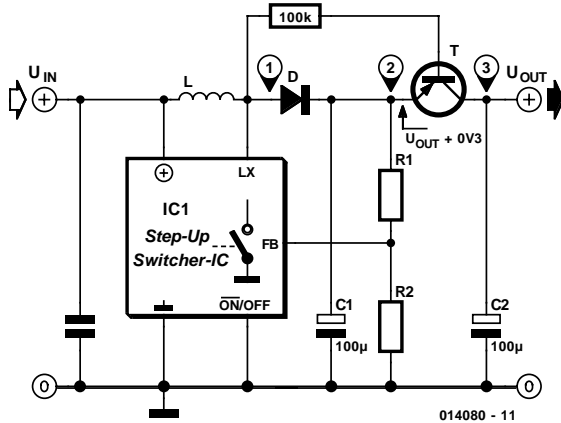 100k
T
1
D
2
3
U IN
L
U OUT
U OUT + 0V3
R1
LX
IC1
Step-Up
Switcher-IC
FB
ON/OFF
C1
100µ
R2
C2
100µ
0
0
014080 - 11